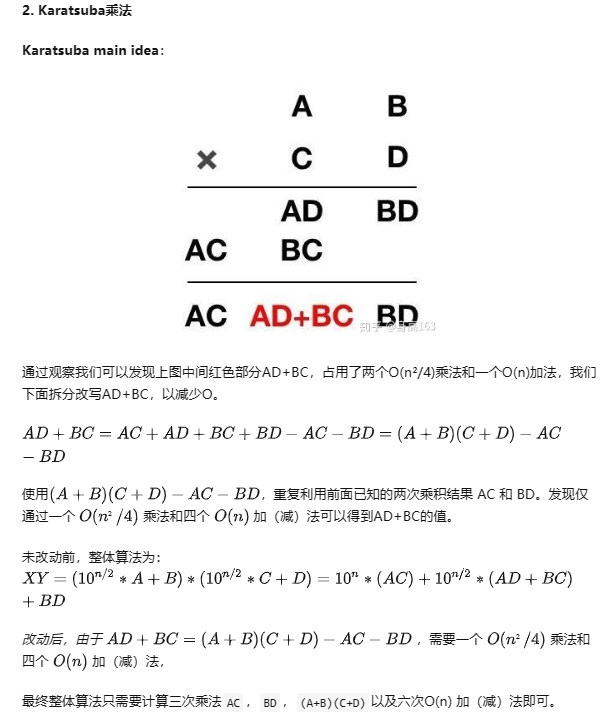 2. Karatsuba乘法
Karatsuba main idea：
A B
× C D
AD BD
AC BC
AC AD+BC BD
知乎 @身高163
通过观察我们可以发现上图中间红色部分AD+BC，占用了两个O(n²/4)乘法和一个O(n)加法，我们
下面拆分改写AD+BC，以减少O。
AD + BC = AC + AD + BC + BD − AC − BD = (A + B)(C + D) − AC
− BD
使用(A + B)(C + D) − AC − BD，重复利用前面已知的两次乘积结果 AC 和 BD。发现仅
通过一个 O(n²/4) 乘法和四个 O(n) 加（减）法可以得到AD+BC的值。
未改动前，整体算法为：
XY = (10^{n/2} * A + B) * (10^{n/2} * C + D) = 10^n * (AC) + 10^{n/2} * (AD + BC)
+ BD
改动后，由于 AD + BC = (A + B)(C + D) − AC − BD ，需要一个 O(n²/4) 乘法和
四个 O(n) 加（减）法，
最终整体算法只需要计算三次乘法 AC ， BD ， (A+B)(C+D) 以及六次O(n) 加（减）法即可。